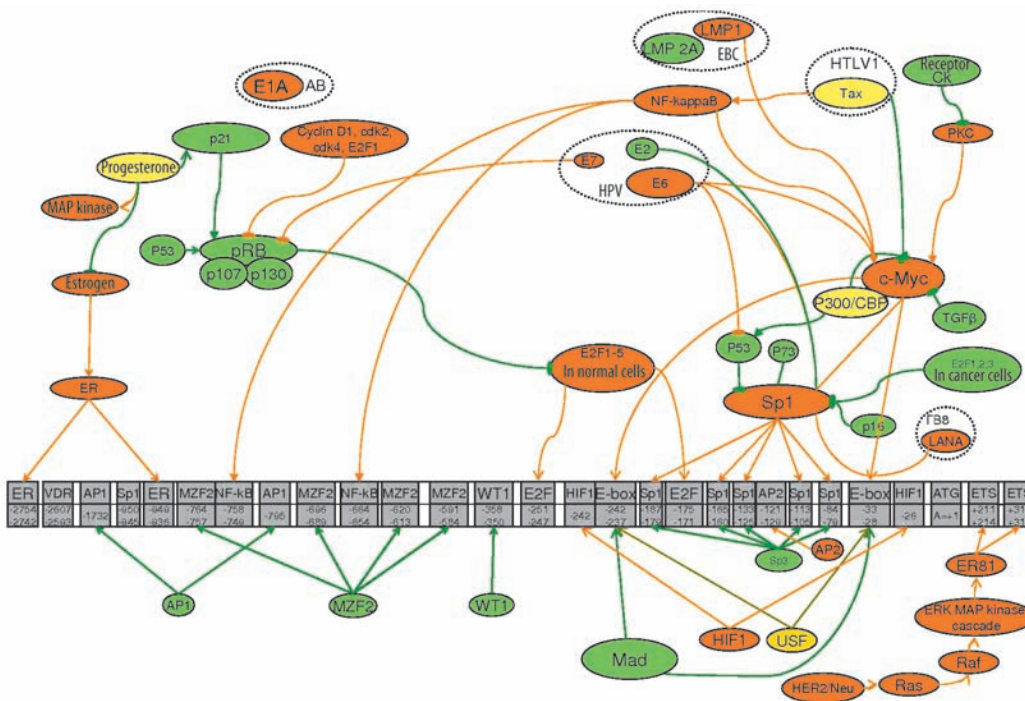 LMP1
LMP 2A
EBC
HTLV1
Tax
Receptor
Ck
E1A
AB
NF-kappaB
PKC
p21
Cyclin D1, cdk2,
cdk4, E2F1
E2
E7
HPV
E6
Progesterone
MAP kinase
P53
pRB
p107
p130
Estrogen
c-Myc
P300/CBF
TGFβ
P53
P73
E2F1-5
In normal cells
E2F1,2,3
In cancer cells
ER
Sp1
p16
TB8
LANA
ER VDR AP1 Sp1 ER MZF2 NF-kB AP1 MZF2 NF-kB MZF2 MZF2 WT1 E2F HIF1 E-box Sp1 E2F Sp1 Sp1 AP2 Sp1 Sp1 E-box HIF1 ATG ETS ETS
-2754 -2607 -1732 -950 -949 -764 -758 -795 -695 -664 -620 -591 -358 -251 -242 -242 -187 -175 -165 -133 -121 -113 -84 -33 -26 A=+1 +211
-2742 -2593 -945 -936 -757 -749 -689 -654 -613 -584 -350 -247 -237 -171 -129 -105 -79 -28 +214
AP1
MZF2
WT1
Sp3
AP2
ER81
HIF1
USF
ERK MAP kinase
cascade
Mad
Raf
HER2/Neu
Ras